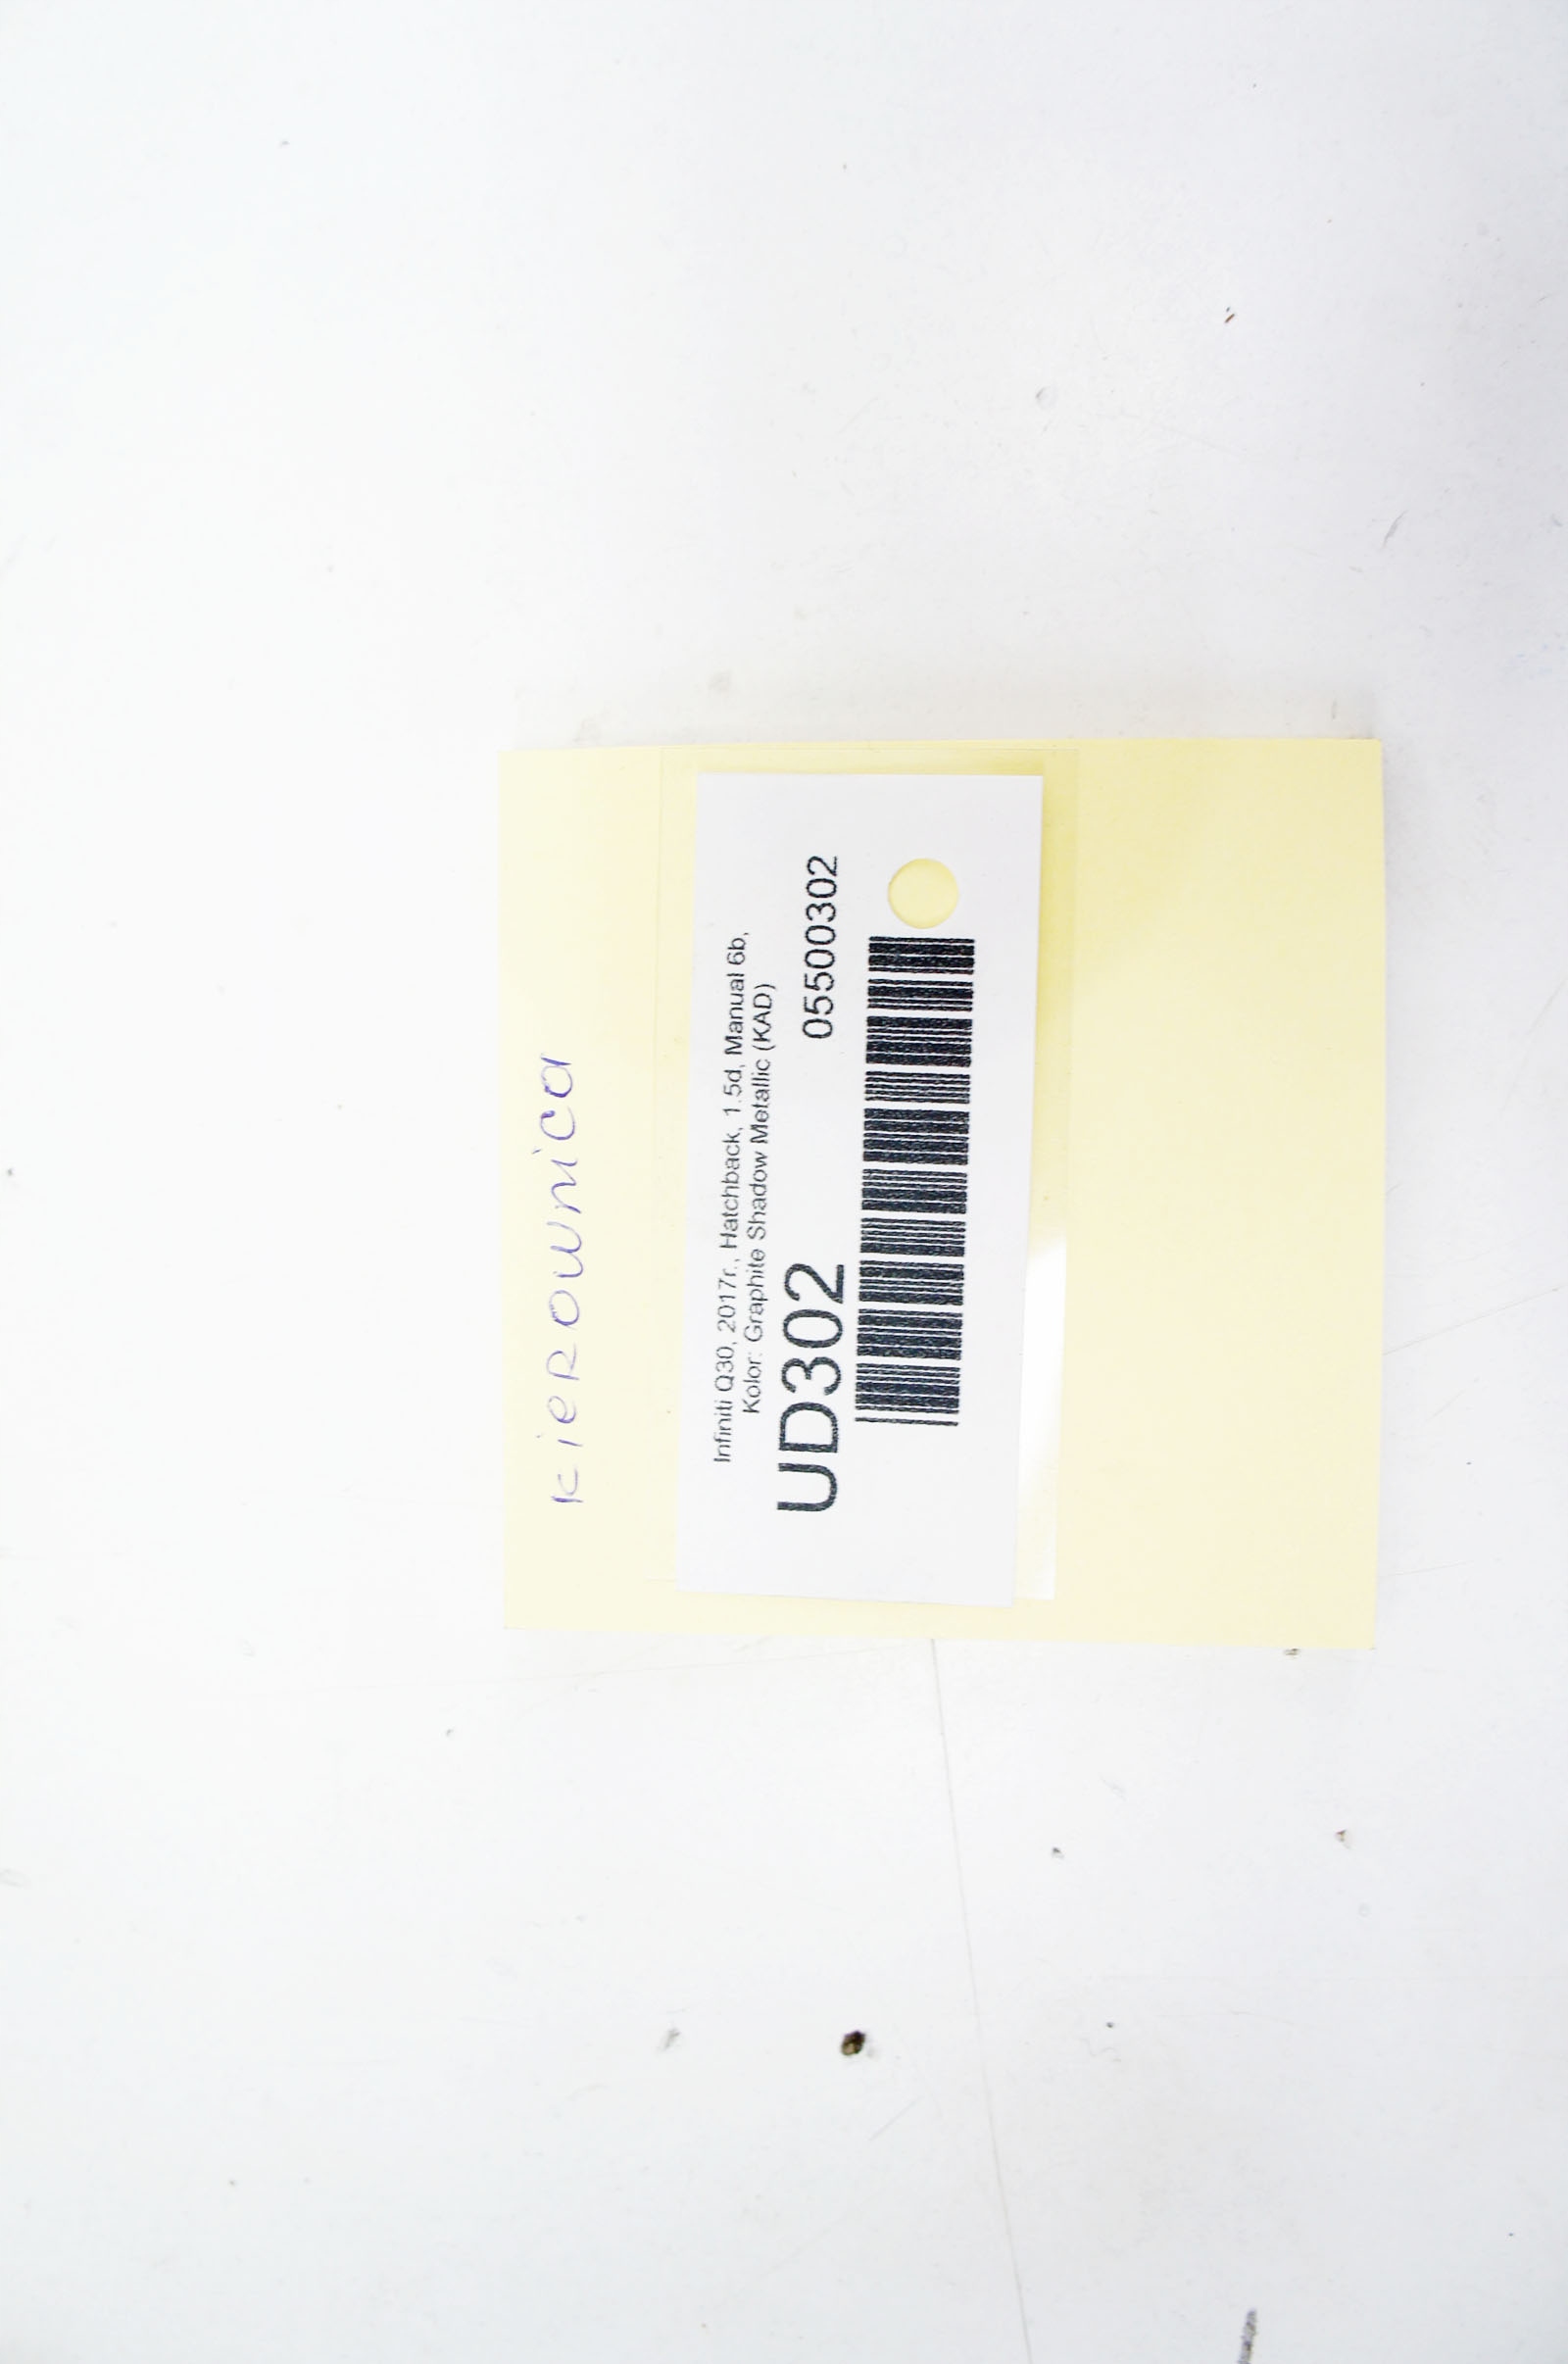 kieROWNica
Infiniti Q30, 2017r., Hatchback, 1.5d, Manual 6b,
Kolor: Graphite Shadow Metallic (KAD)
UD302 05500302